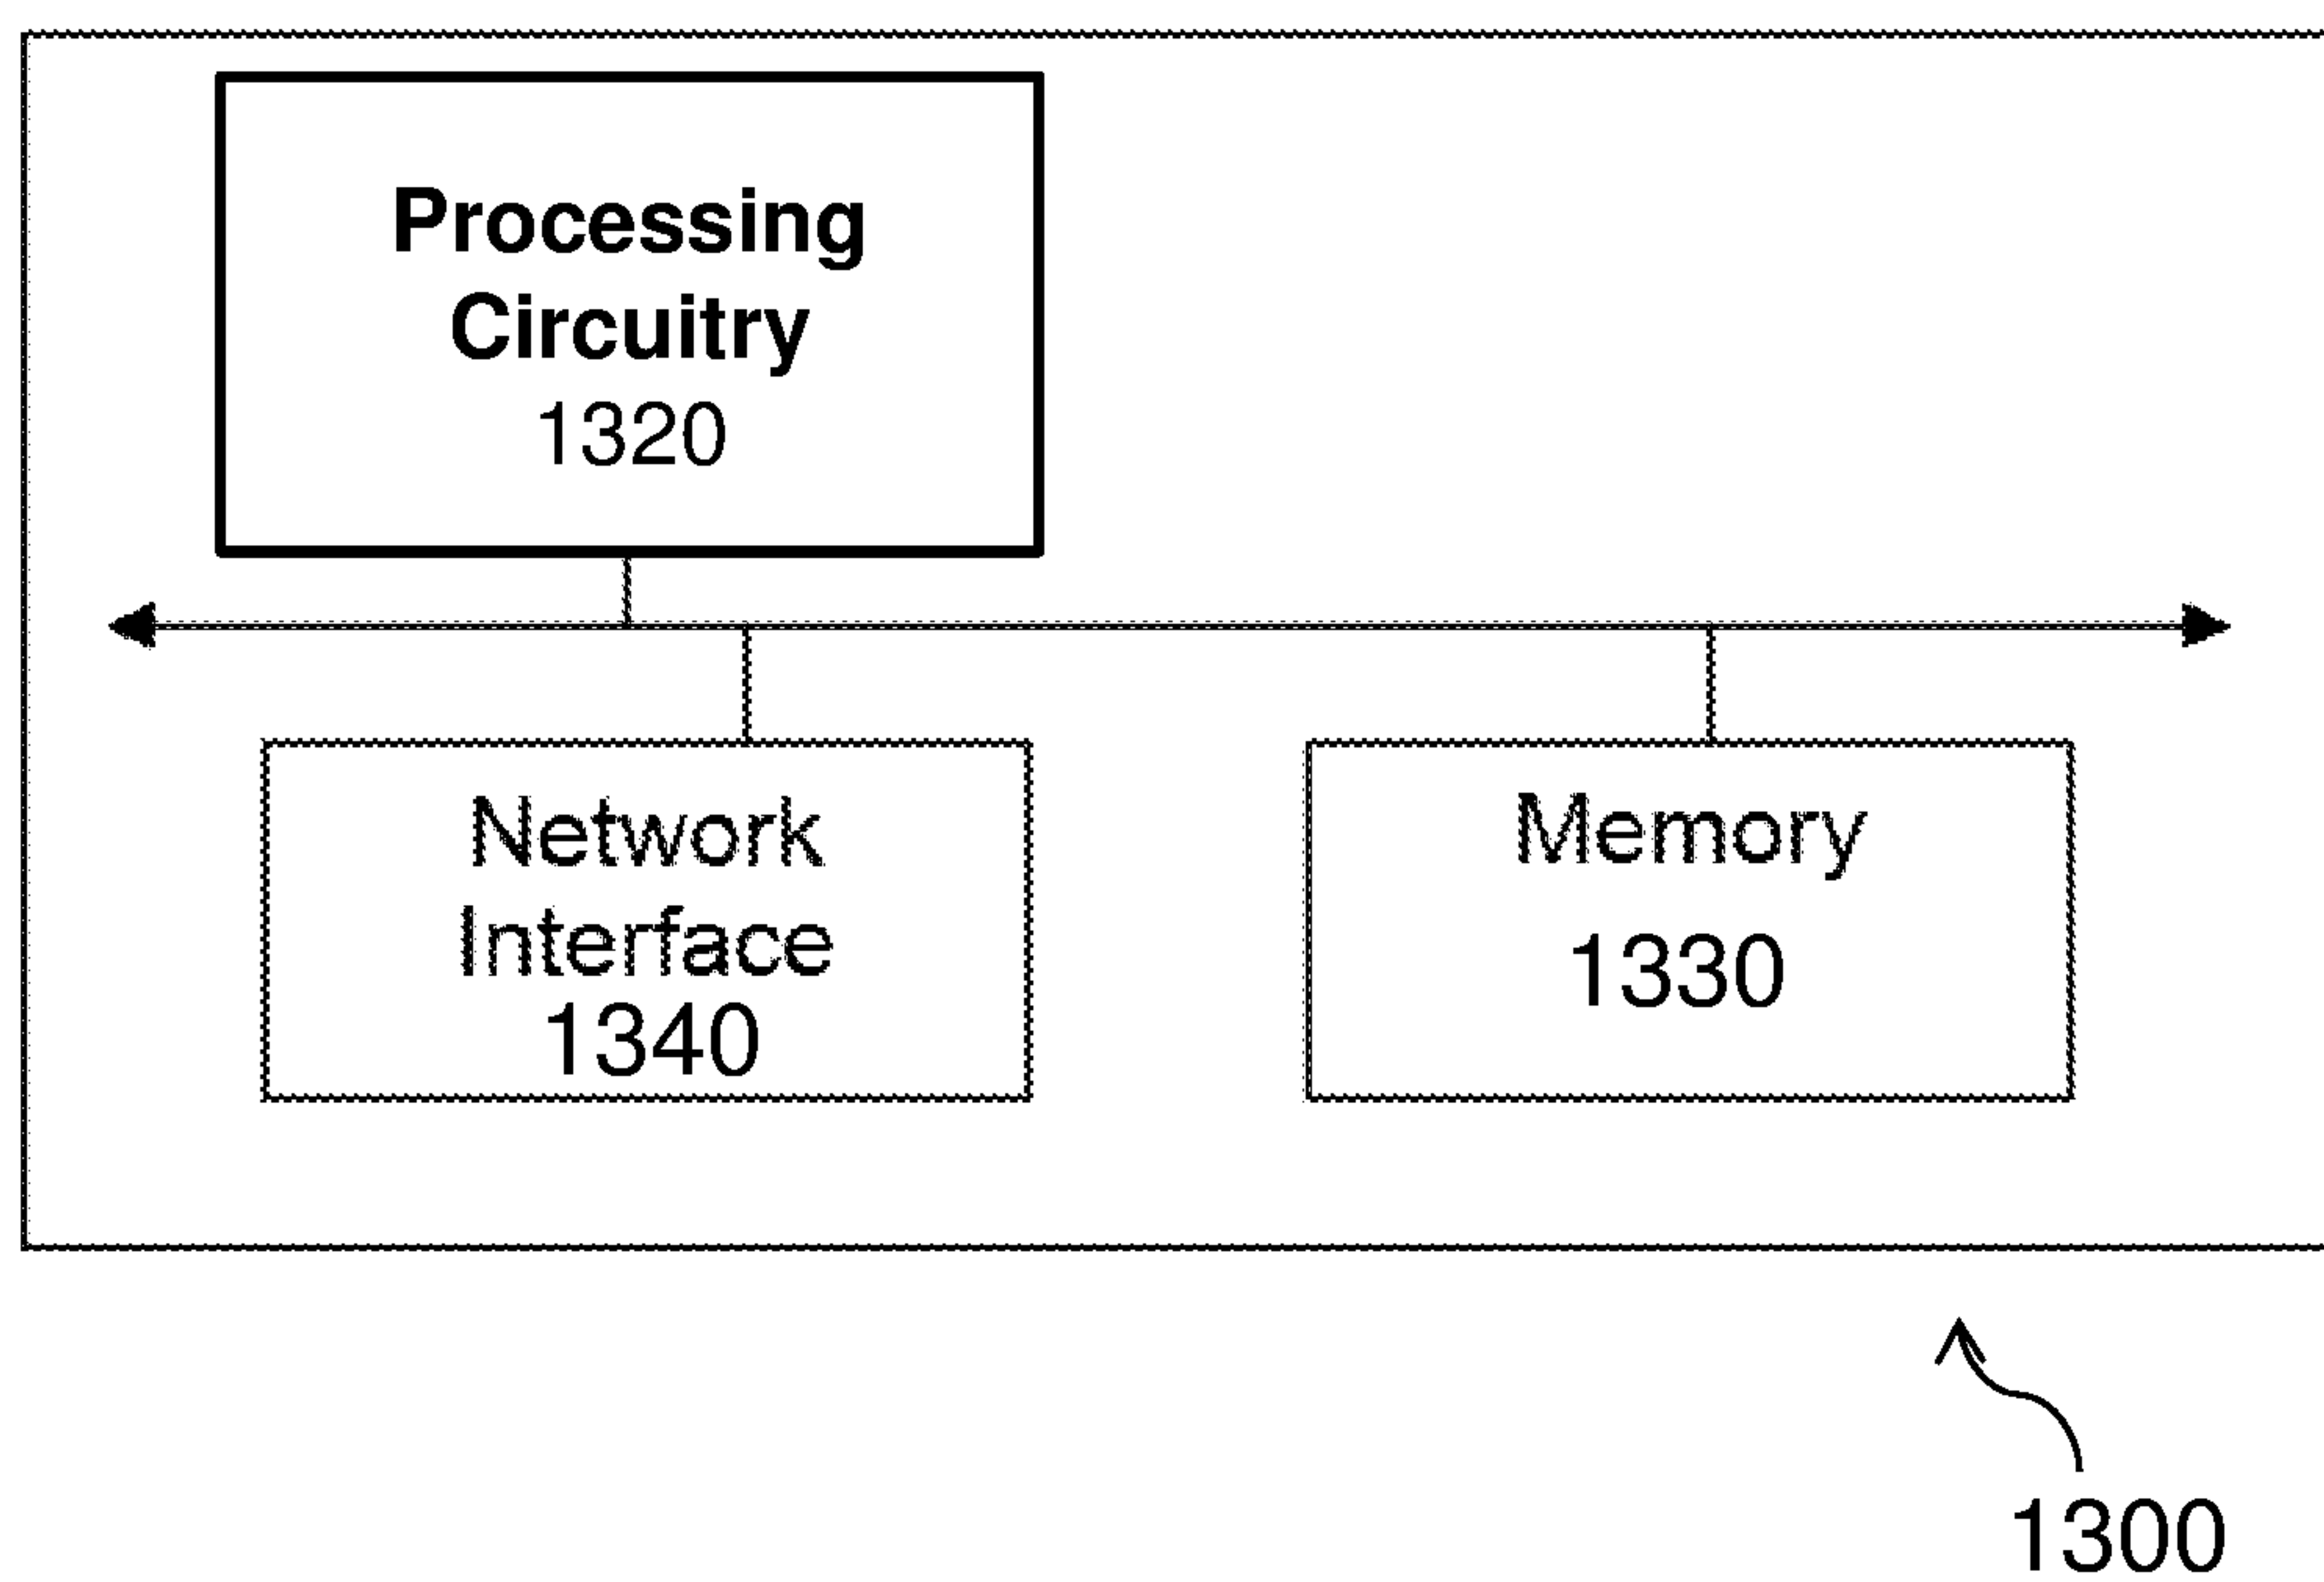 Processing
Circuitry
1320
Network
Interface
1340
Memory
1330
1300